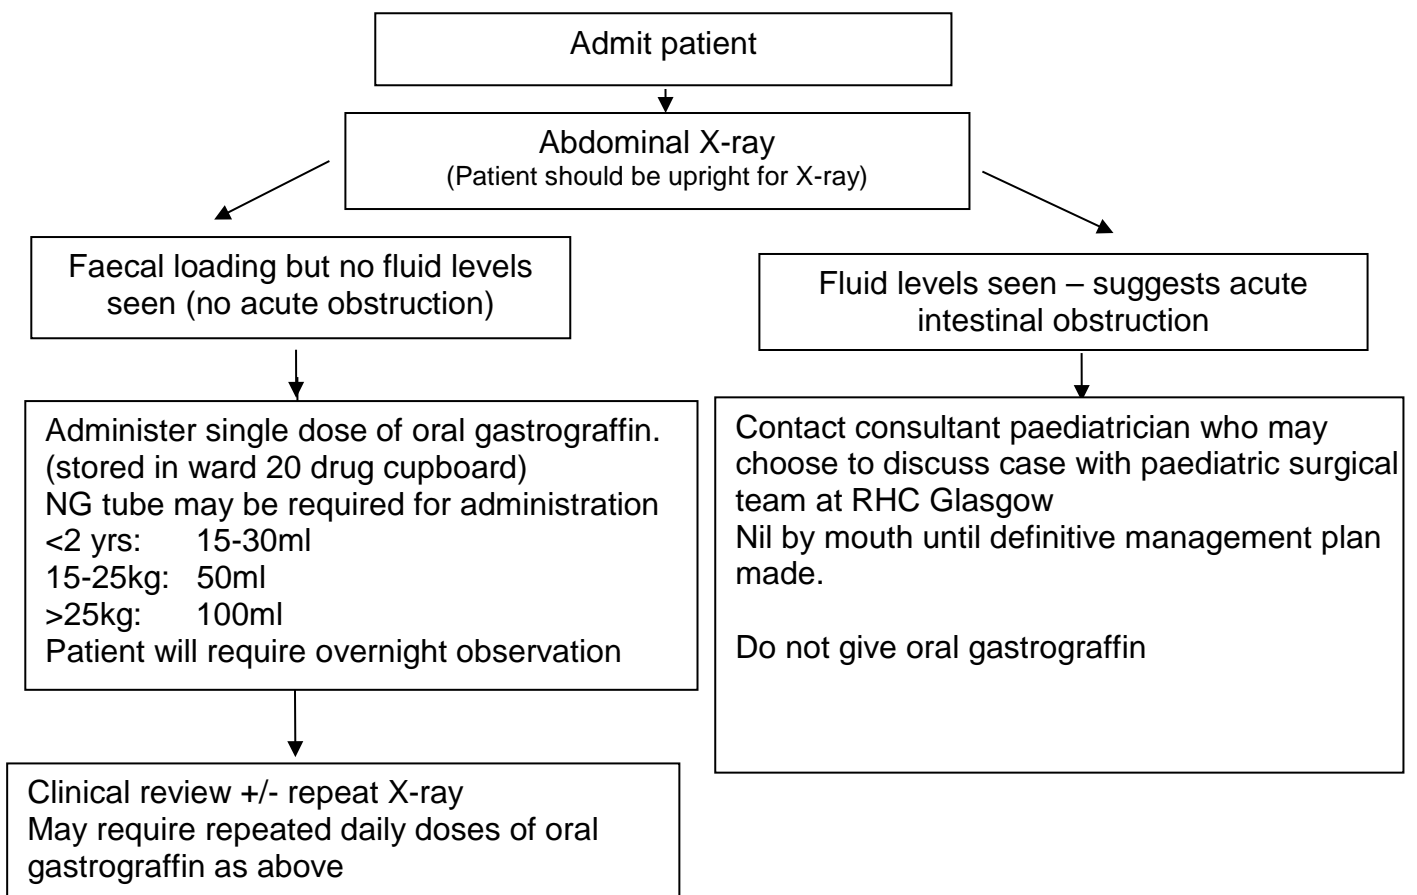 Admit patient
Abdominal X-ray
(Patient should be upright for X-ray)
Faecal loading but no fluid levels
seen (no acute obstruction)
Fluid levels seen – suggests acute
intestinal obstruction
Administer single dose of oral gastrograffin.
(stored in ward 20 drug cupboard)
NG tube may be required for administration
<2 yrs: 15-30ml
15-25kg: 50ml
>25kg: 100ml
Patient will require overnight observation
Contact consultant paediatrician who may
choose to discuss case with paediatric surgical
team at RHC Glasgow
Nil by mouth until definitive management plan
made.
Do not give oral gastrograffin
Clinical review +/- repeat X-ray
May require repeated daily doses of oral
gastrograffin as above